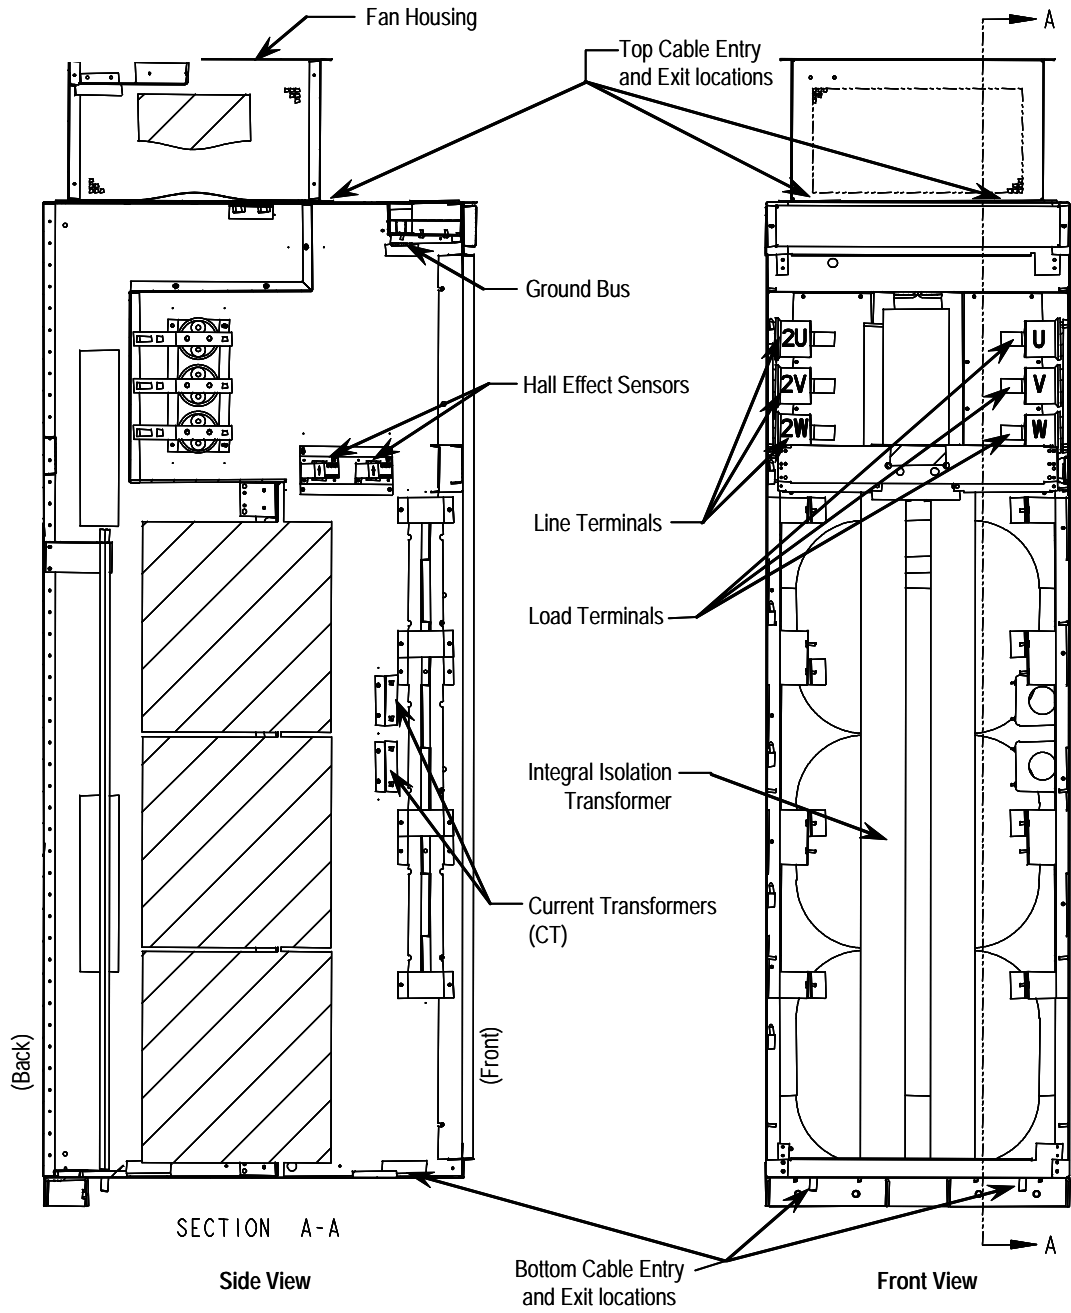 Fan Housing
A
Top Cable Entry
and Exit locations
Ground Bus
2U
U
Hall Effect Sensors
2V
V
2W
W
Line Terminals
Load Terminals
Integral Isolation
Transformer
Current Transformers
(CT)
(Back)
(Front)
SECTION A-A
A
Side View
Bottom Cable Entry
and Exit locations
Front View